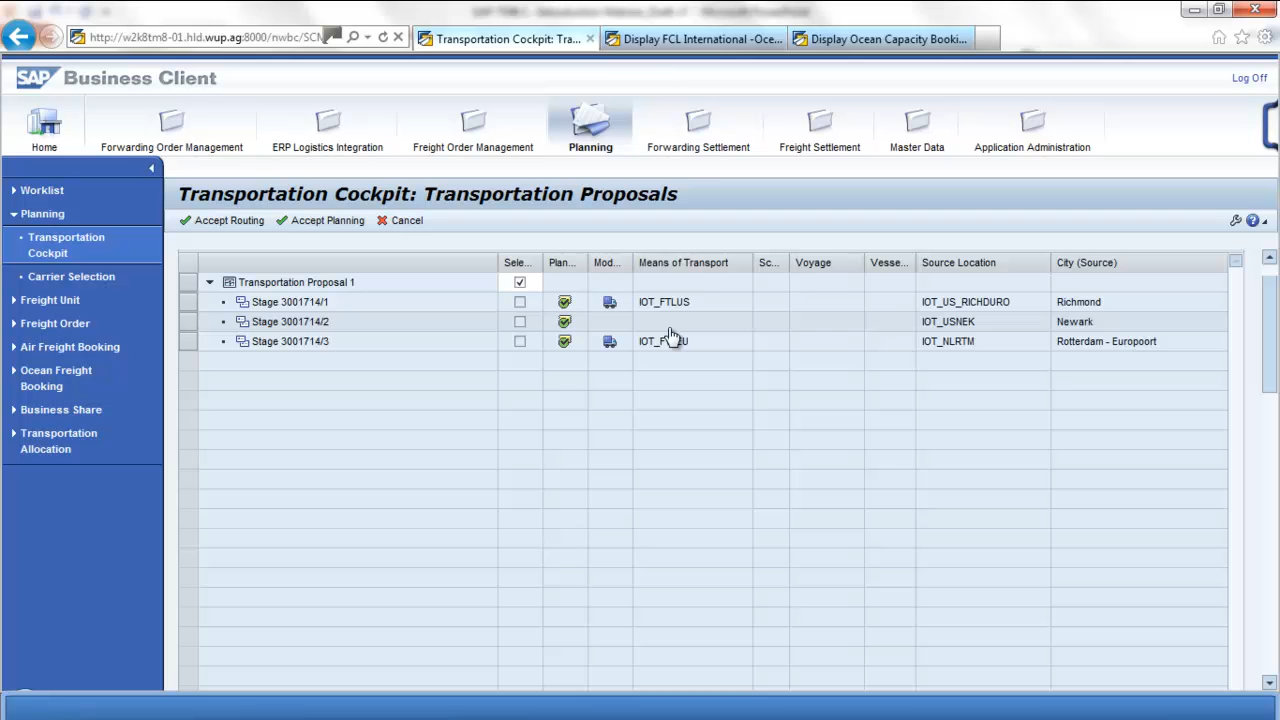 http://w2k8tm8-01.hld.wup.ag:8000/nwbc/SCN
Transportation Cockpit: Tra...
Display FCL International -Oce...
Display Ocean Capacity Booki...
SAP Business Client
Log Off
Home
Forwarding Order Management
ERP Logistics Integration
Freight Order Management
Planning
Forwarding Settlement
Freight Settlement
Master Data
Application Administration
Worklist
Planning
Transportation
Cockpit
Carrier Selection
Freight Unit
Freight Order
Air Freight Booking
Ocean Freight
Booking
Business Share
Transportation
Allocation
Transportation Cockpit: Transportation Proposals
Accept Routing Accept Planning Cancel
Sele... Plan... Mod... Means of Transport Sc... Voyage Vesse... Source Location City (Source)
Transportation Proposal 1
Stage 3001714/1 IOT_FTLUS IOT_US_RICHDURO Richmond
Stage 3001714/2 IOT_USNEK Newark
Stage 3001714/3 IOT_NLRTM Rotterdam - Europoort